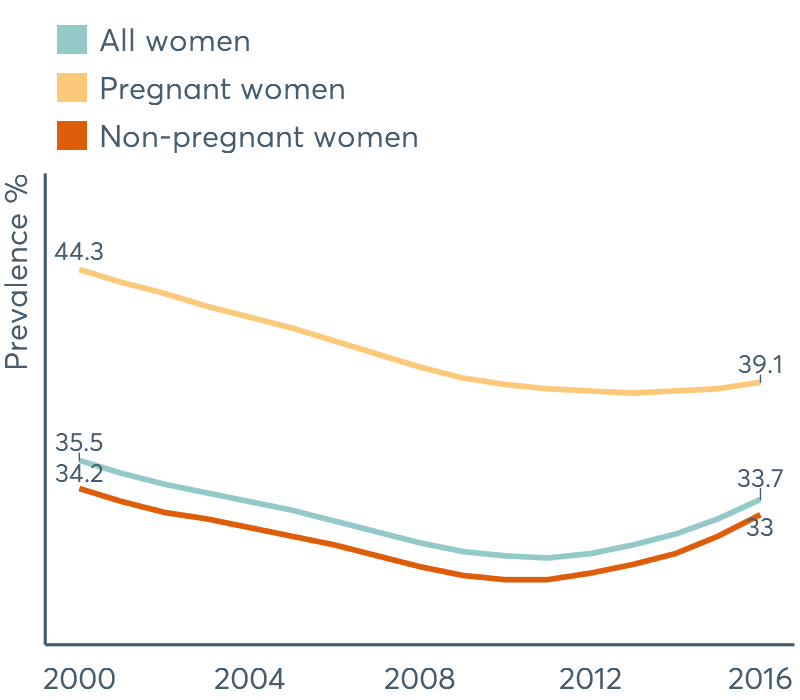 All women
Pregnant women
Non-pregnant women
Prevalence %
44.3
39.1
35.5
34.2
33.7
33
2000 2004 2008 2012 2016